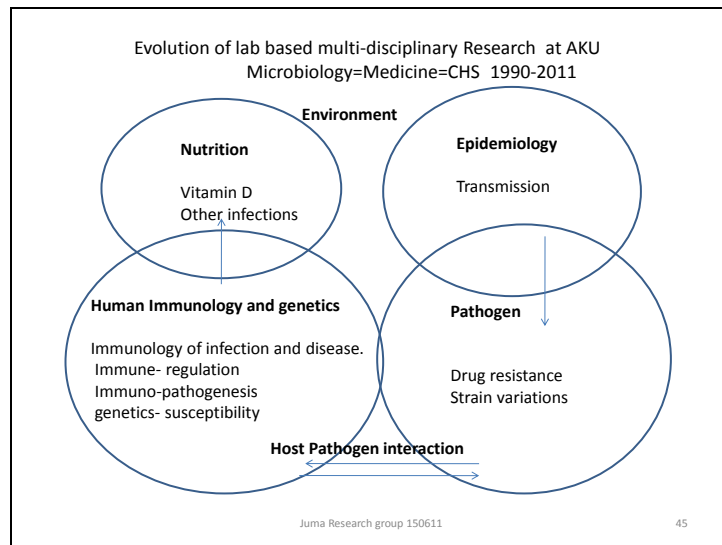 Evolution of lab based multi-disciplinary Research at AKU
Microbiology=Medicine=CHS 1990-2011
Environment
Nutrition
Vitamin D
Other infections
Epidemiology
Transmission
Human Immunology and genetics
Immunology of infection and disease.
Immune- regulation
Immuno-pathogenesis
genetics- susceptibility
Pathogen
Drug resistance
Strain variations
Host Pathogen interaction
Juma Research group 150611
45